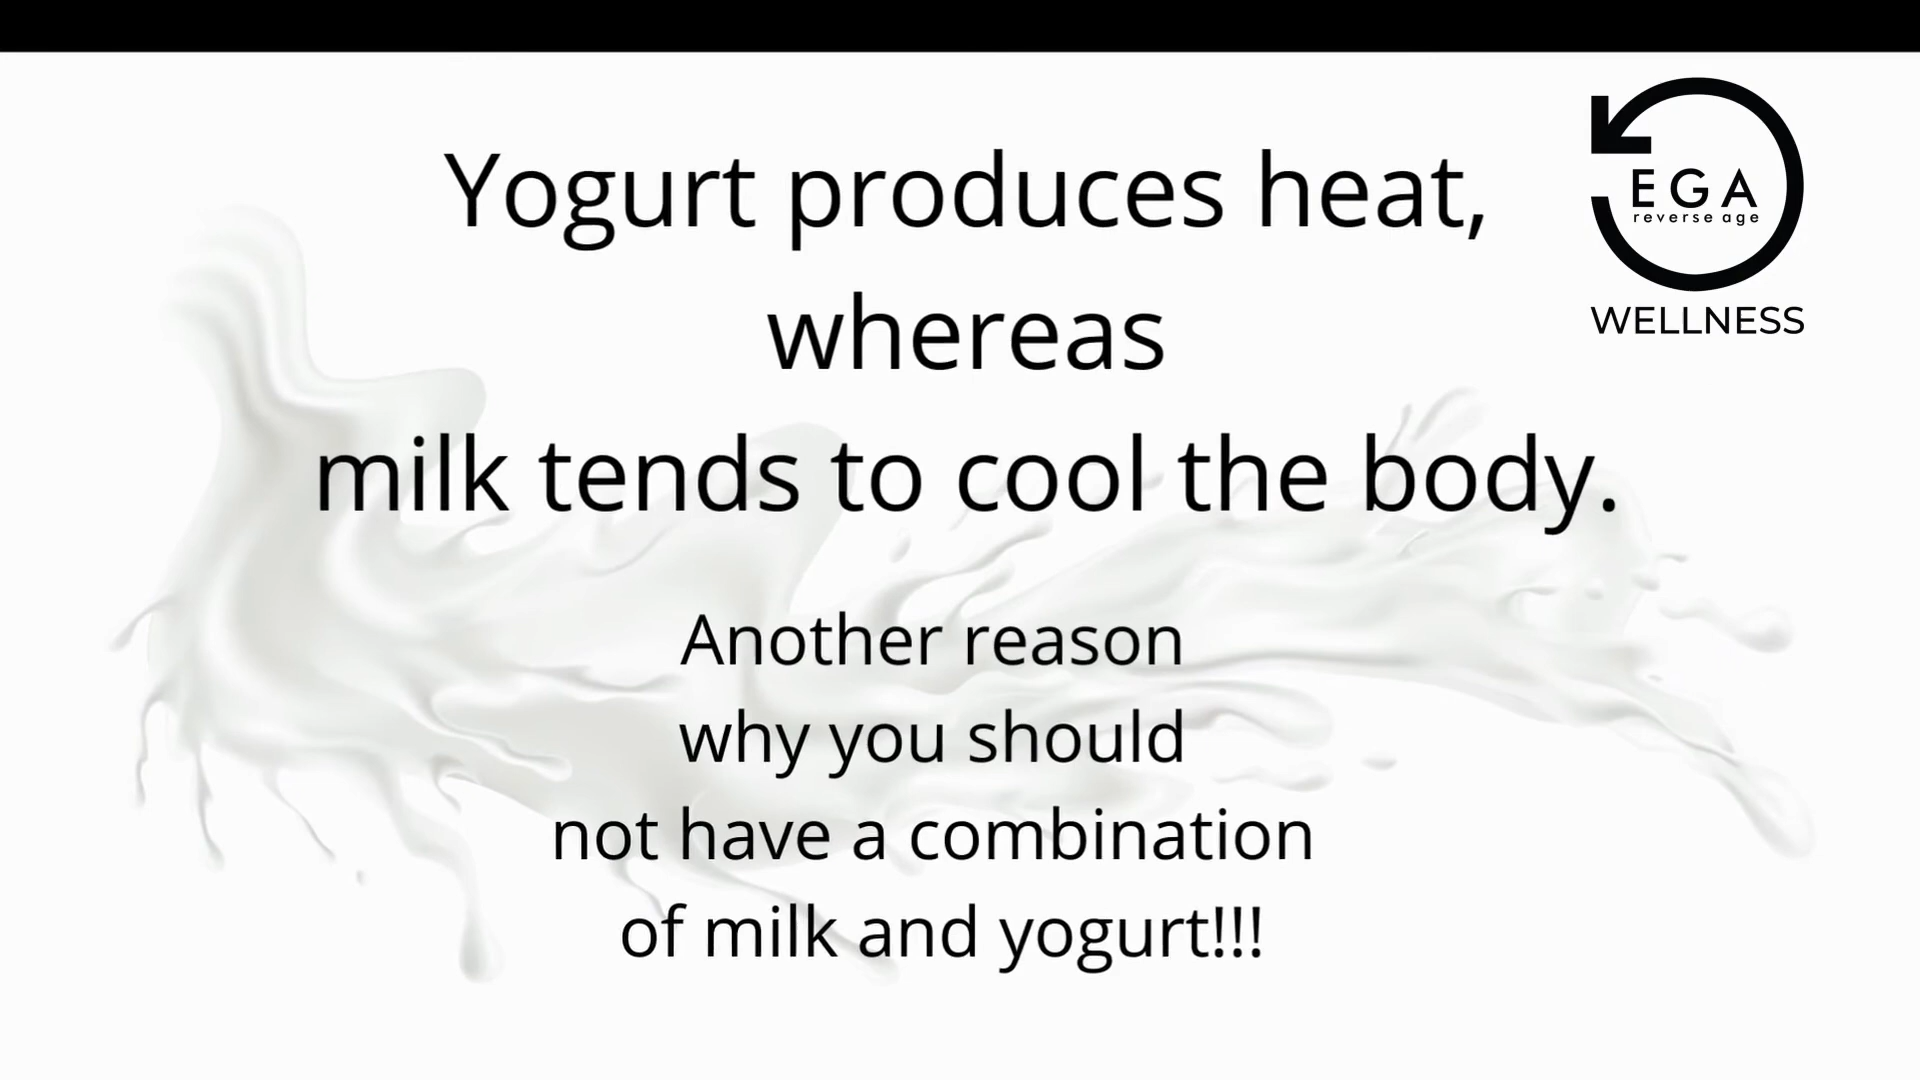 Yogurt produces heat,
whereas
milk tends to cool the body.
Another reason
why you should
not have a combination
of milk and yogurt!!!
EGA
reverse age
WELLNESS